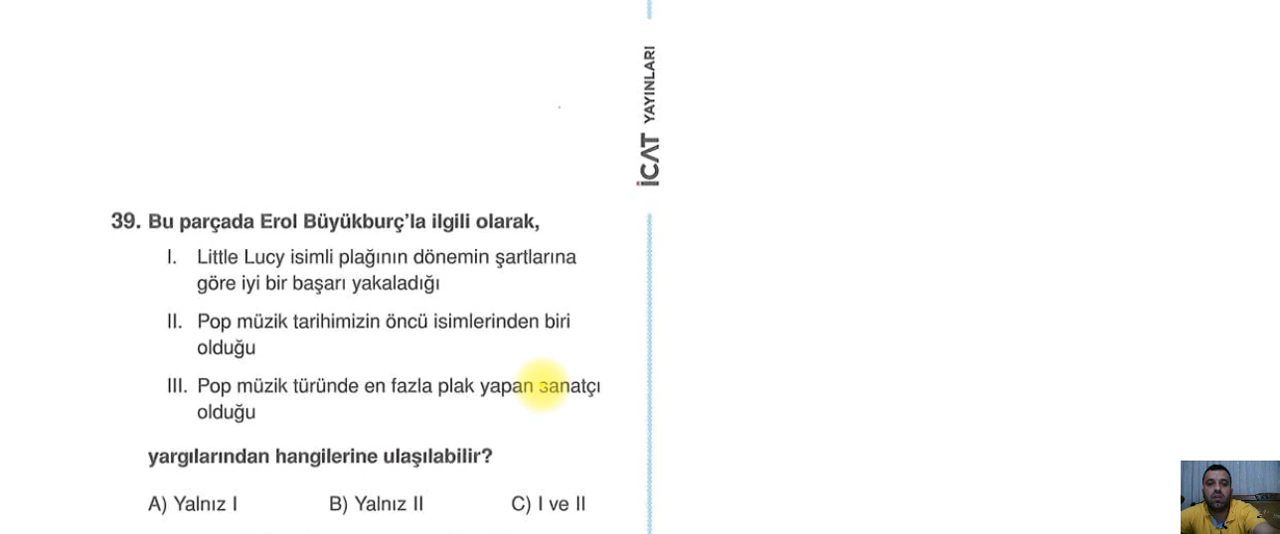 İCAT YAYINLARI
39. Bu parçada Erol Büyükburç'la ilgili olarak,
I. Little Lucy isimli plağının dönemin şartlarına
göre iyi bir başarı yakaladığı
II. Pop müzik tarihimizin öncü isimlerinden biri
olduğu
III. Pop müzik türünde en fazla plak yapan sanatçı
olduğu
yargılarından hangilerine ulaşılabilir?
A) Yalnız I B) Yalnız II C) I ve II